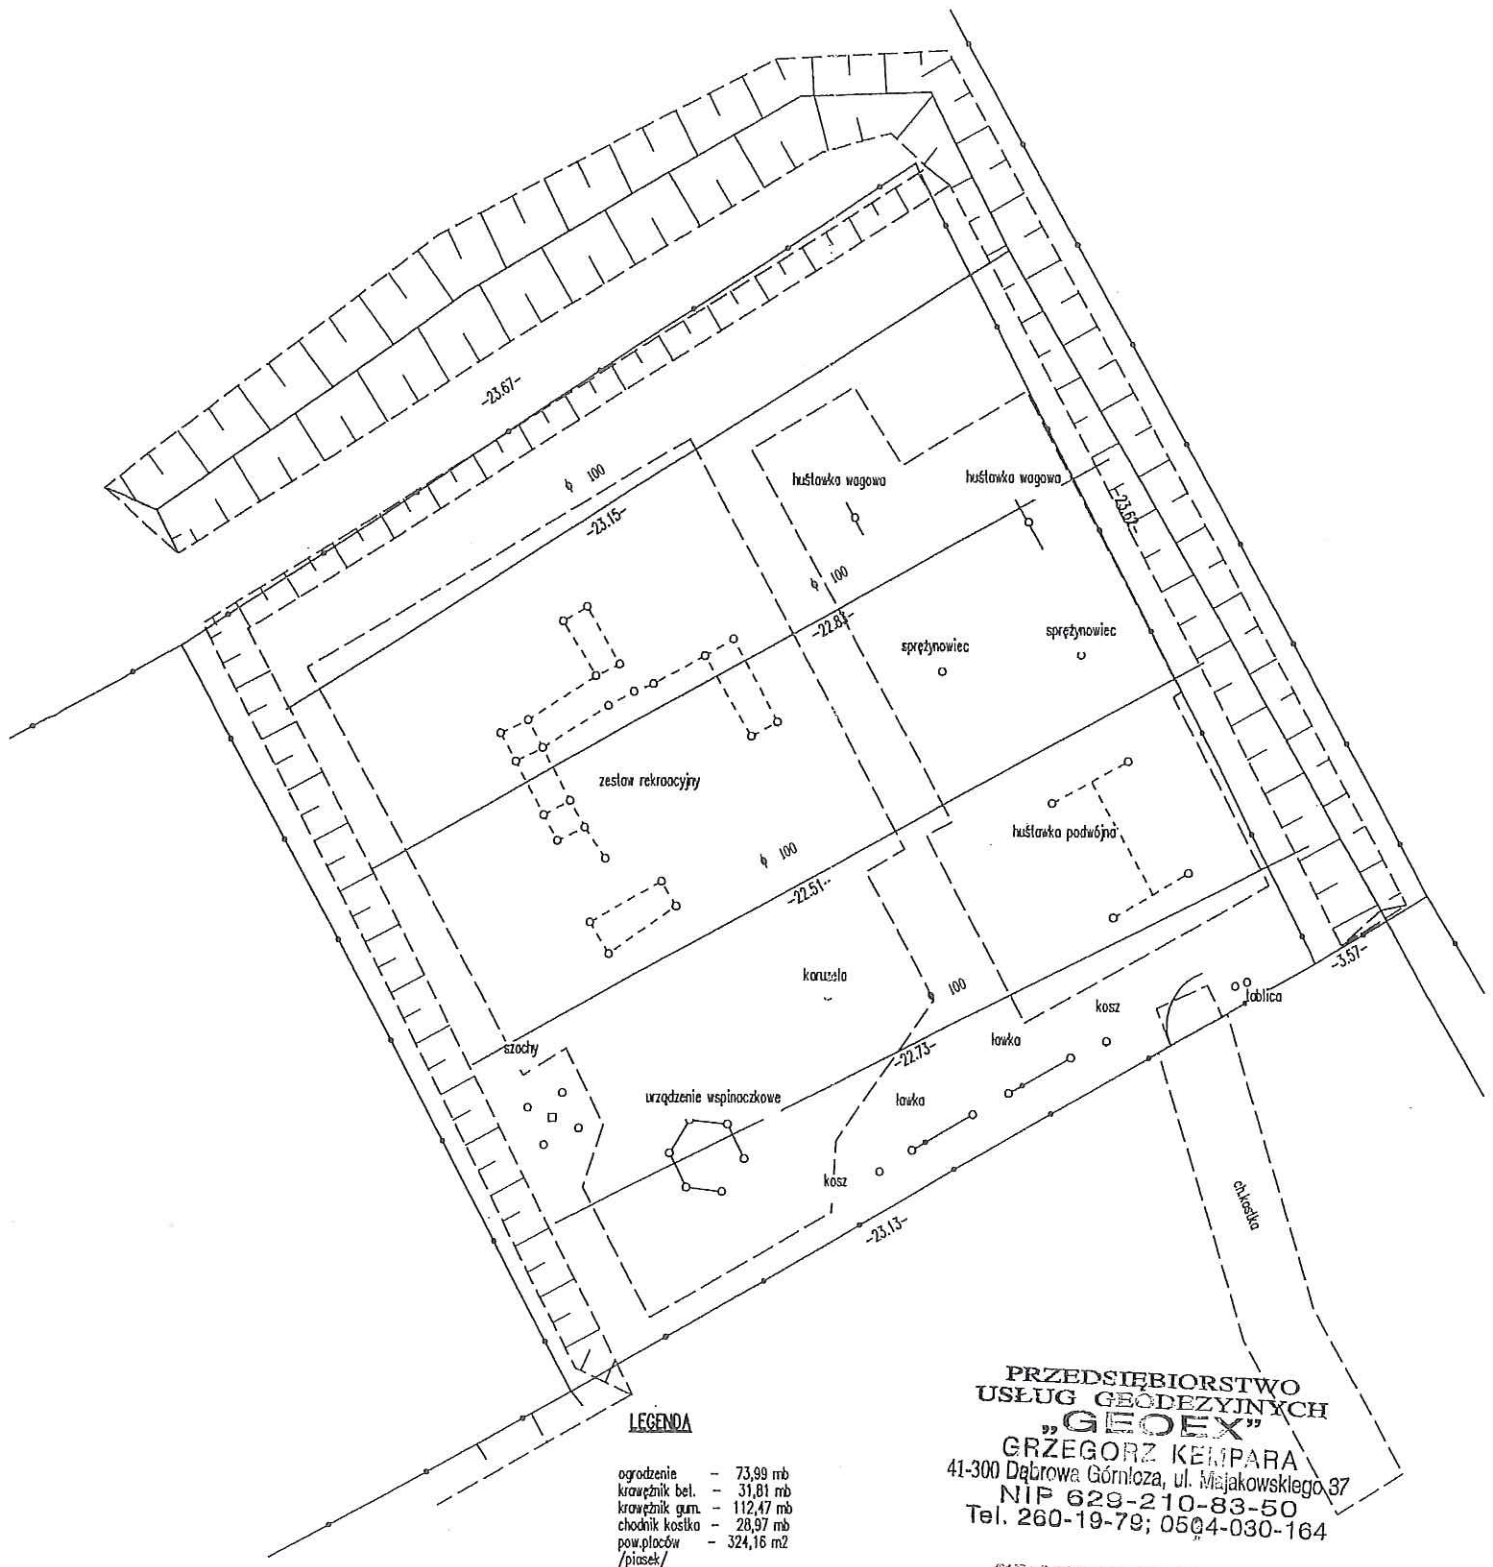 -23.67-
ɸ 100
-23.15-
huśtawka wagowa
huśtawka wagowa
-23.62-
ɸ 100
-22.83-
sprężynowiec
sprężynowiec
zestaw rekraacyjny
huśtawka podwójna
ɸ 100
-22.51-
karuzela
ɸ 100
kosz
tablica
-3.57-
szachy
-22.73-
ławka
urządzenie wspinaczkowe
ławka
kosz
-23.13-
ch.kostka
LEGENDA
ogrodzenie - 73,99 mb
krawężnik bet. - 31,81 mb
krawężnik gum. - 112,47 mb
chodnik kostka - 28,97 mb
pow.placów - 324,16 m2
/piasek/
PRZEDSIĘBIORSTWO
USŁUG GEODEZYJNYCH
„GEOEX”
GRZEGORZ KEMPARA
41-300 Dąbrowa Górnicza, ul. Majakowskiego 37
NIP 629-210-83-50
Tel. 260-19-79; 0504-030-164